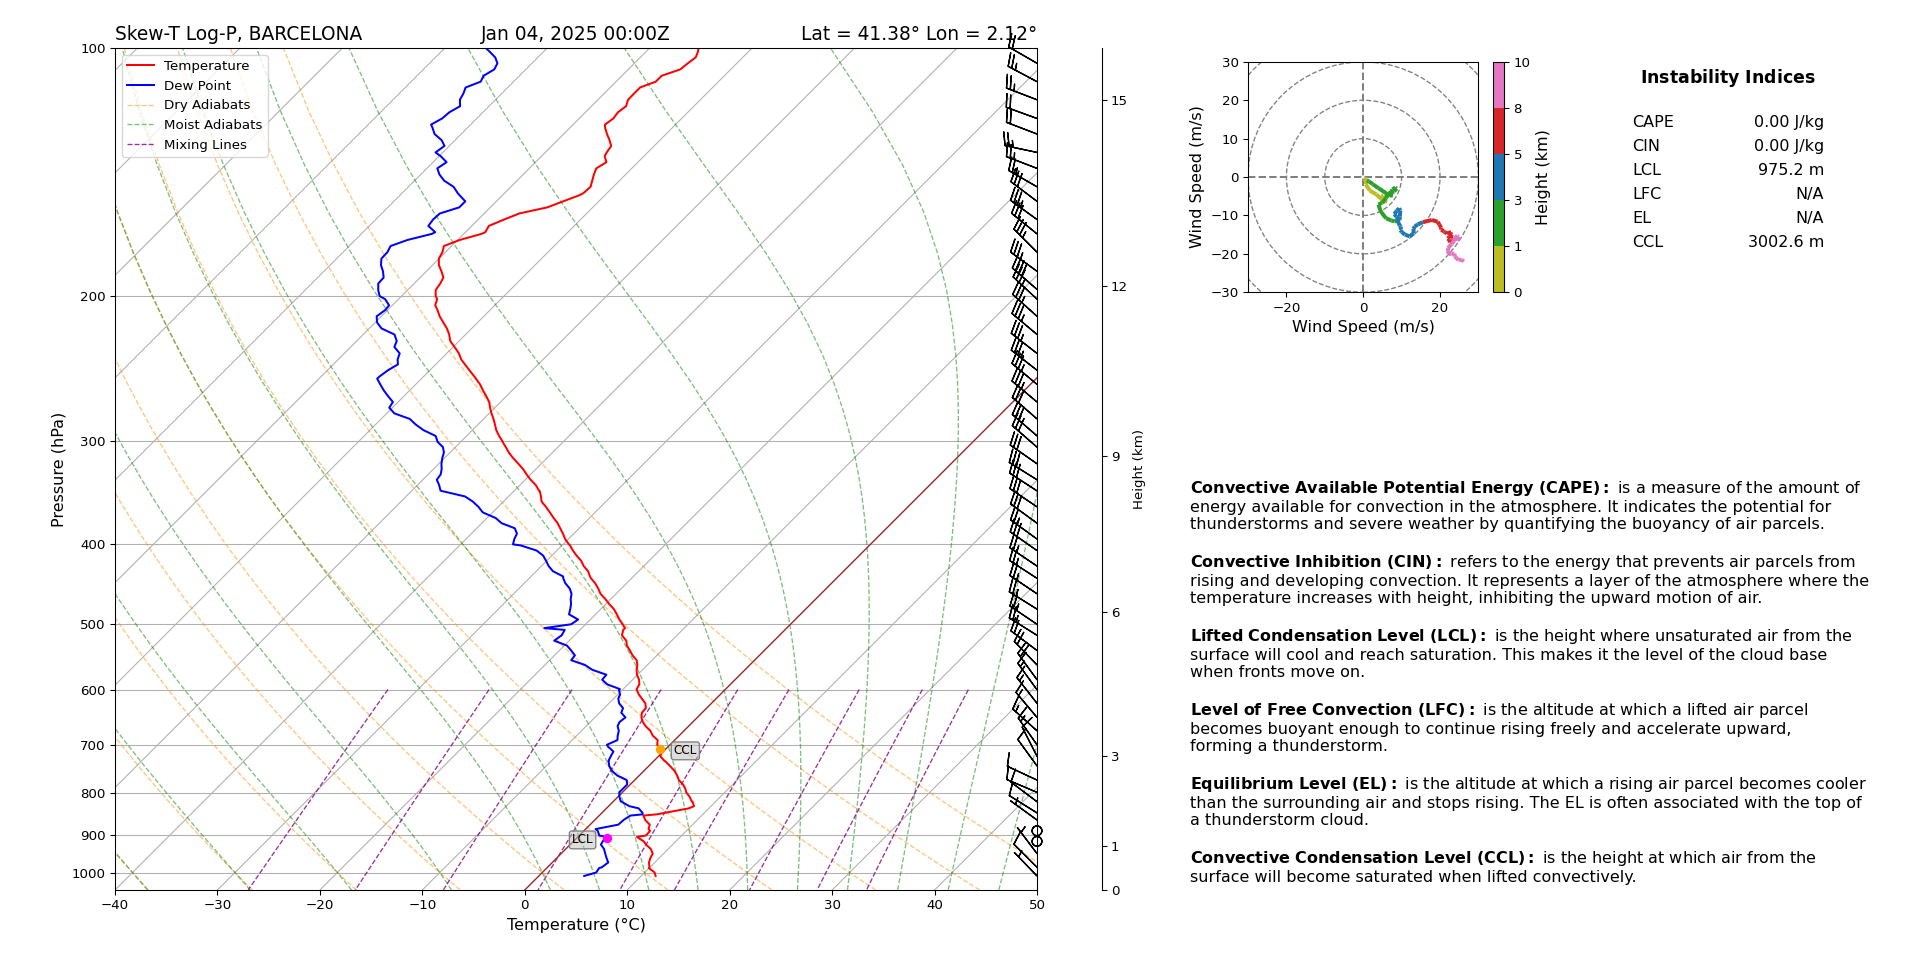 Skew-T Log-P, BARCELONA
Jan 04, 2025 00:00Z
Lat = 41.38° Lon = 2.12°
Temperature
Dew Point
Dry Adiabats
Moist Adiabats
Mixing Lines
100
200
300
400
500
600
700
800
900
1000
Pressure (hPa)
−40
−30
−20
−10
0
10
20
30
40
50
Temperature (°C)
CCL
LCL
15
12
9
6
3
1
0
Height (km)
30
20
10
0
−10
−20
−30
Wind Speed (m/s)
−20
0
20
Wind Speed (m/s)
10
8
5
3
1
0
Height (km)
Instability Indices
CAPE 0.00 J/kg
CIN 0.00 J/kg
LCL 975.2 m
LFC N/A
EL N/A
CCL 3002.6 m
Convective Available Potential Energy (CAPE): is a measure of the amount of
energy available for convection in the atmosphere. It indicates the potential for
thunderstorms and severe weather by quantifying the buoyancy of air parcels.
Convective Inhibition (CIN): refers to the energy that prevents air parcels from
rising and developing convection. It represents a layer of the atmosphere where the
temperature increases with height, inhibiting the upward motion of air.
Lifted Condensation Level (LCL): is the height where unsaturated air from the
surface will cool and reach saturation. This makes it the level of the cloud base
when fronts move on.
Level of Free Convection (LFC): is the altitude at which a lifted air parcel
becomes buoyant enough to continue rising freely and accelerate upward,
forming a thunderstorm.
Equilibrium Level (EL): is the altitude at which a rising air parcel becomes cooler
than the surrounding air and stops rising. The EL is often associated with the top of
a thunderstorm cloud.
Convective Condensation Level (CCL): is the height at which air from the
surface will become saturated when lifted convectively.